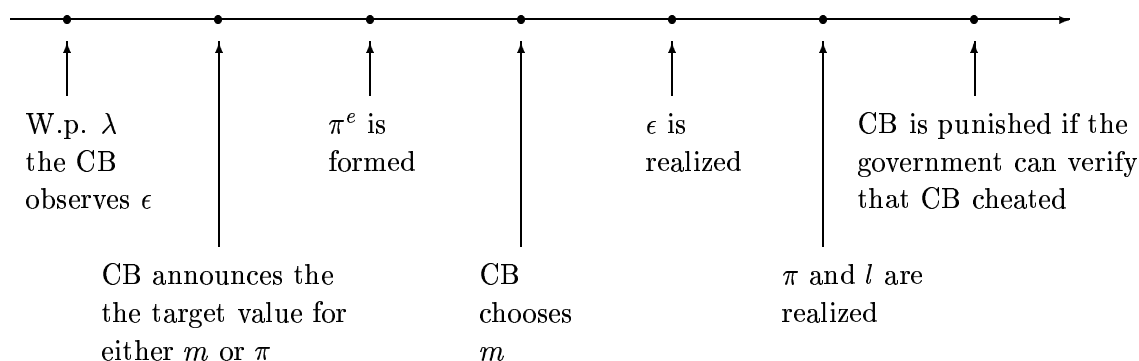 W.p. λ
the CB
observes ϵ
π^e is
formed
ϵ is
realized
CB is punished if the
government can verify
that CB cheated
CB announces the
the target value for
either m or π
CB
chooses
m
π and l are
realized